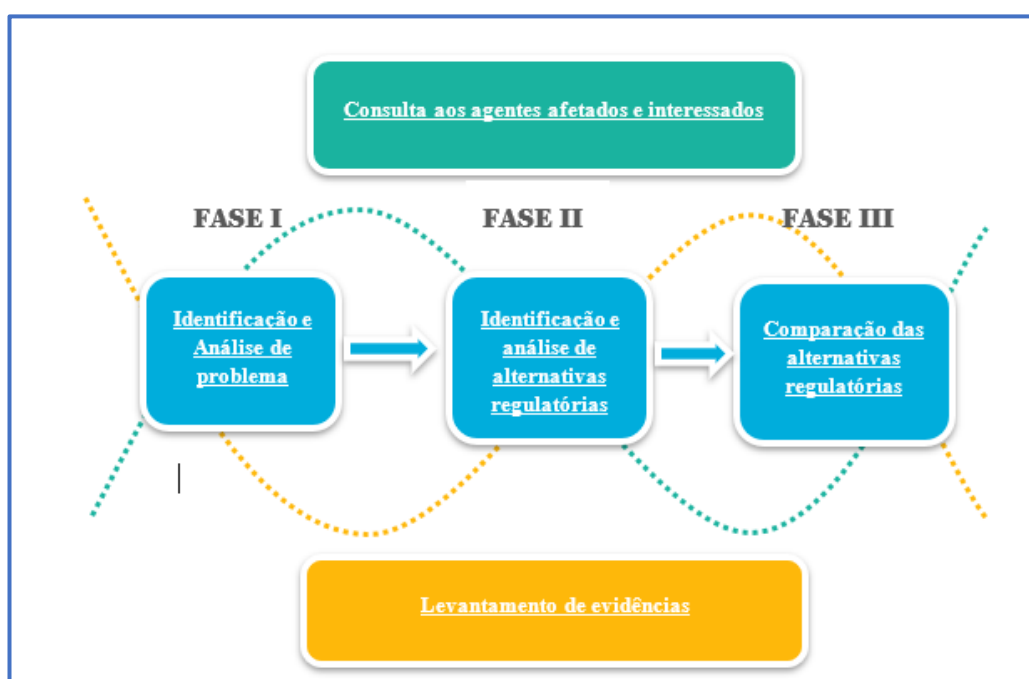 Consulta aos agentes afetados e interessados
FASE I
FASE II
FASE III
Identificação e
Análise de
problema
Identificação e
análise de
alternativas
regulatórias
Comparação das
alternativas
regulatórias
Levantamento de evidências